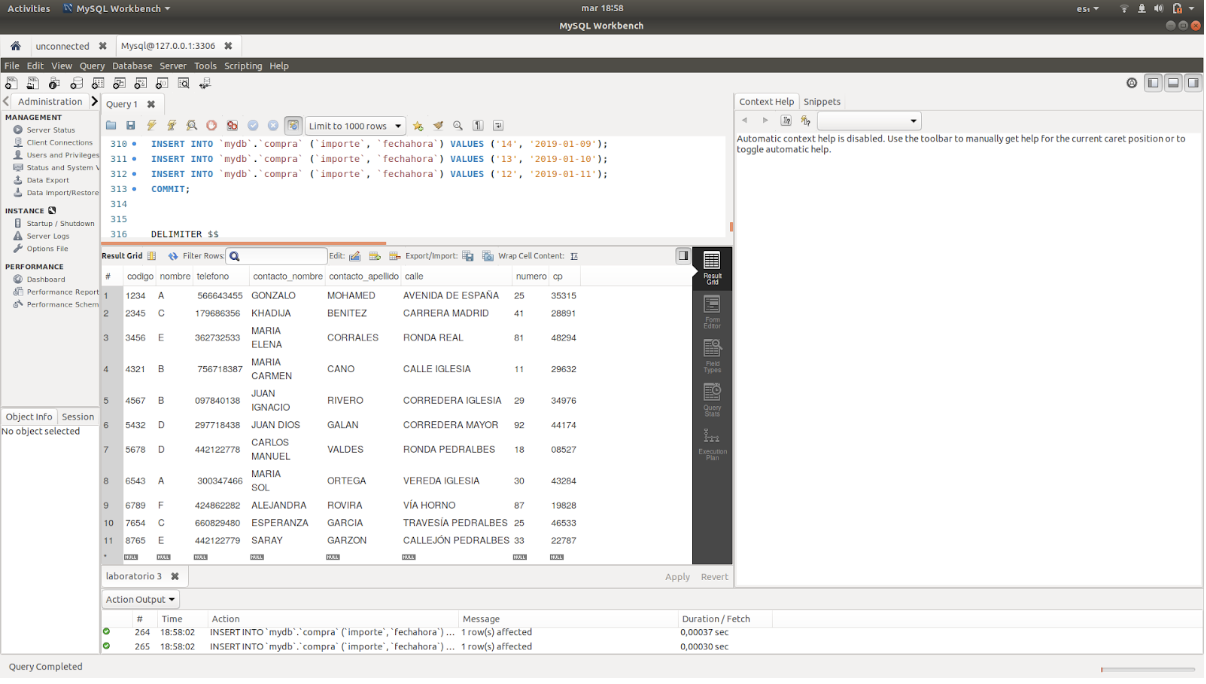 Activities MySQL Workbench mar 18:58
MySQL Workbench
unconnected Mysql@127.0.0.1:3306
File Edit View Query Database Server Tools Scripting Help
Administration
Query 1
Context Help Snippets
MANAGEMENT
Server Status
Client Connections
Users and Privileges
Status and System V
Data Export
Data Import/Restore
INSTANCE
Startup / Shutdown
Server Logs
Options File
PERFORMANCE
Dashboard
Performance Report
Performance Schem
Object Info Session
No object selected
Limit to 1000 rows
310 INSERT INTO `mydb`.`compra` (`importe`, `fechahora`) VALUES ('14', '2019-01-09');
311 INSERT INTO `mydb`.`compra` (`importe`, `fechahora`) VALUES ('13', '2019-01-10');
312 INSERT INTO `mydb`.`compra` (`importe`, `fechahora`) VALUES ('12', '2019-01-11');
313 COMMIT;
314
315
316 DELIMITER $$
Result Grid Filter Rows: Edit: Export/Import: Wrap Cell Content:
# codigo nombre telefono contacto_nombre contacto_apellido calle numero cp
1 1234 A 566643455 GONZALO MOHAMED AVENIDA DE ESPAÑA 25 35315
2 2345 C 179686356 KHADIJA BENITEZ CARRERA MADRID 41 28891
3 3456 E 362732533 MARIA ELENA CORRALES RONDA REAL 81 48294
4 4321 B 756718387 MARIA CARMEN CANO CALLE IGLESIA 11 29632
5 4567 B 097840138 JUAN IGNACIO RIVERO CORREDERA IGLESIA 29 34976
6 5432 D 297718438 JUAN DIOS GALAN CORREDERA MAYOR 92 44174
7 5678 D 442122778 CARLOS MANUEL VALDES RONDA PEDRALBES 18 08527
8 6543 A 300347466 MARIA SOL ORTEGA VEREDA IGLESIA 30 43284
9 6789 F 424862282 ALEJANDRA ROVIRA VÍA HORNO 87 19828
10 7654 C 660829480 ESPERANZA GARCIA TRAVESÍA PEDRALBES 25 46533
11 8765 E 442122779 SARAY GARZON CALLEJÓN PEDRALBES 33 22787
* NULL NULL NULL NULL NULL NULL NULL NULL
Result Grid
Form Editor
Field Types
Query Stats
Execution Plan
Automatic context help is disabled. Use the toolbar to manually get help for the current caret position or to
toggle automatic help.
laboratorio 3 Apply Revert
Action Output
# Time Action Message Duration / Fetch
264 18:58:02 INSERT INTO `mydb`.`compra` (`importe`, `fechahora`) ... 1 row(s) affected 0,00037 sec
265 18:58:02 INSERT INTO `mydb`.`compra` (`importe`, `fechahora`) ... 1 row(s) affected 0,00030 sec
Query Completed